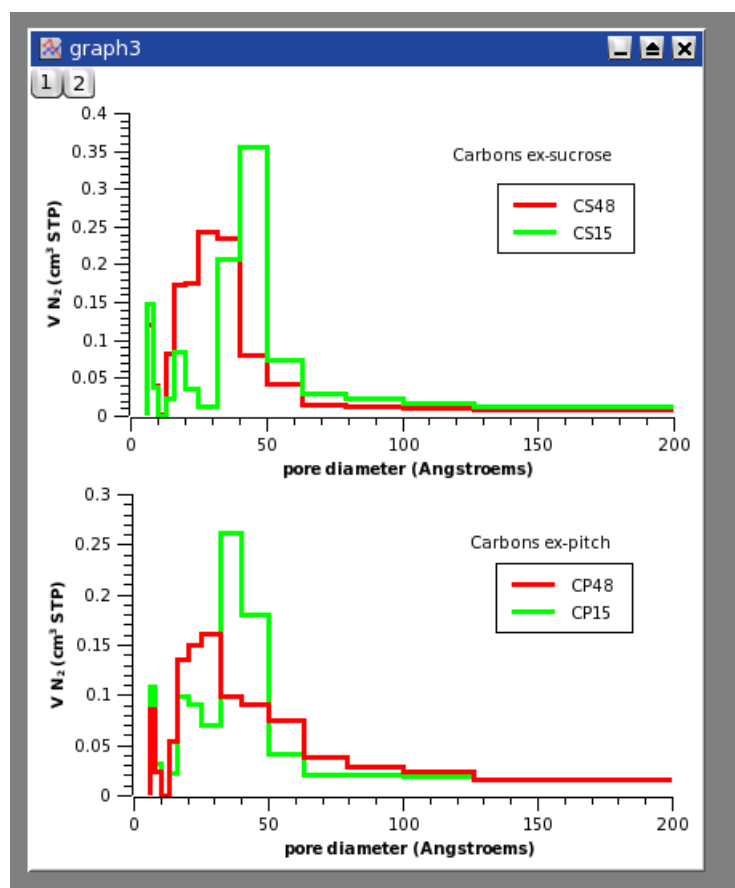 graph3
1 2
0.4
0.35
0.3
0.25
0.2
0.15
0.1
0.05
0
V N₂ (cm³ STP)
Carbons ex-sucrose
CS48
CS15
0 50 100 150 200
pore diameter (Angstroems)
0.3
0.25
0.2
0.15
0.1
0.05
0
V N₂ (cm³ STP)
Carbons ex-pitch
CP48
CP15
0 50 100 150 200
pore diameter (Angstroems)